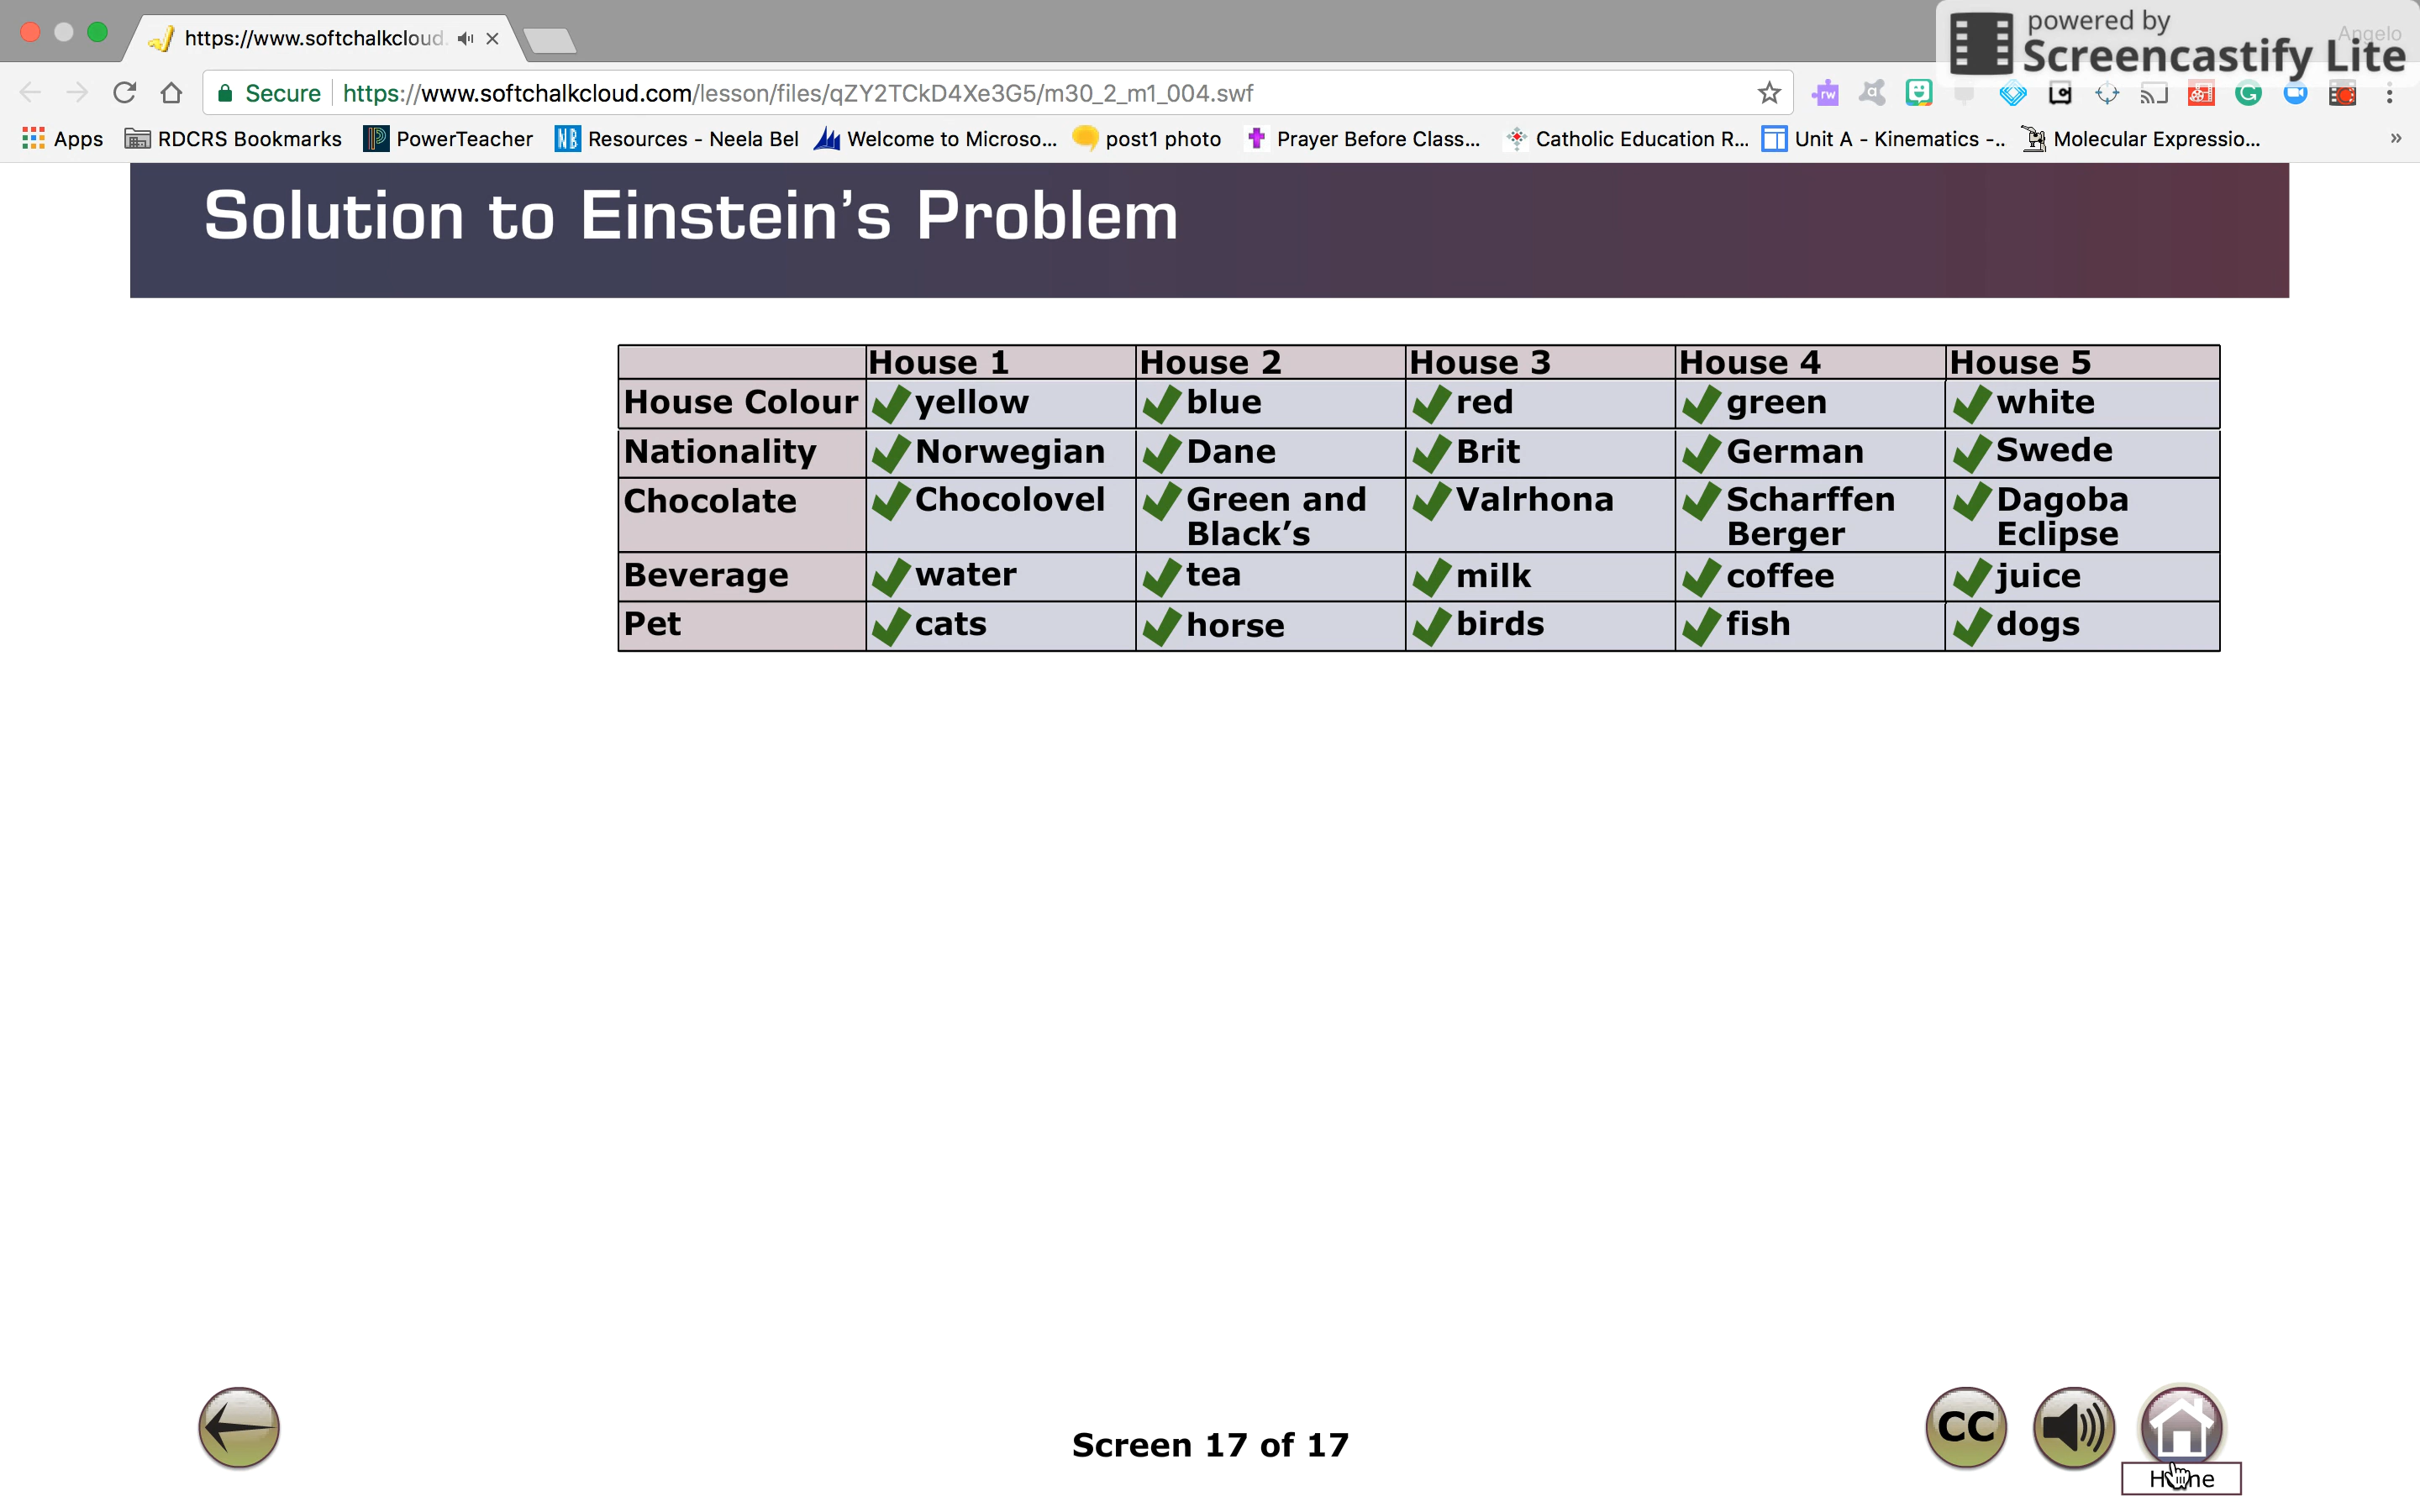 powered by
Screencastify Lite
Angelo
https://www.softchalkcloud.
Secure https://www.softchalkcloud.com/lesson/files/qZY2TCkD4Xe3G5/m30_2_m1_004.swf
Apps RDCRS Bookmarks PowerTeacher NB Resources - Neela Bel Welcome to Microso... post1 photo Prayer Before Class... Catholic Education R... Unit A - Kinematics -.. Molecular Expressio... »
Solution to Einstein's Problem
House 1 House 2 House 3 House 4 House 5
House Colour yellow blue red green white
Nationality Norwegian Dane Brit German Swede
Chocolate Chocolovel Green and Valrhona Scharffen Dagoba
Black's Berger Eclipse
Beverage water tea milk coffee juice
Pet cats horse birds fish dogs
CC
Screen 17 of 17